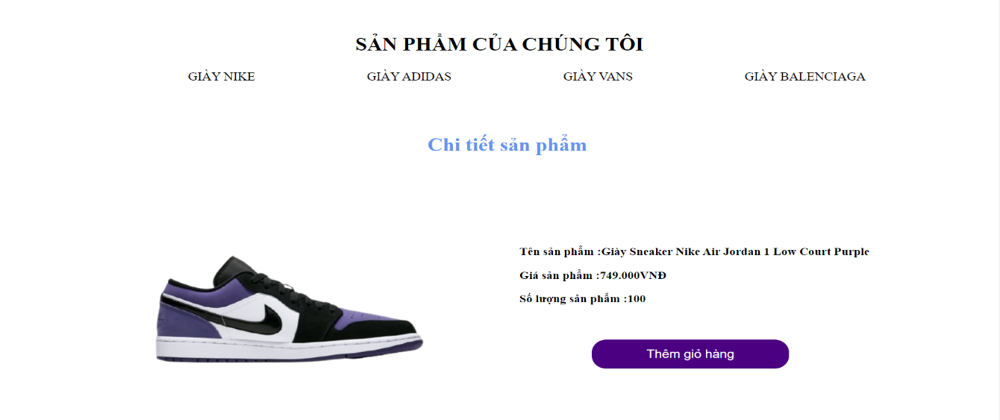 SẢN PHẨM CỦA CHÚNG TÔI
GIÀY NIKE GIÀY ADIDAS GIÀY VANS GIÀY BALENCIAGA
Chi tiết sản phẩm
Tên sản phẩm :Giày Sneaker Nike Air Jordan 1 Low Court Purple
Giá sản phẩm :749.000VNĐ
Số lượng sản phẩm :100
Thêm giỏ hàng